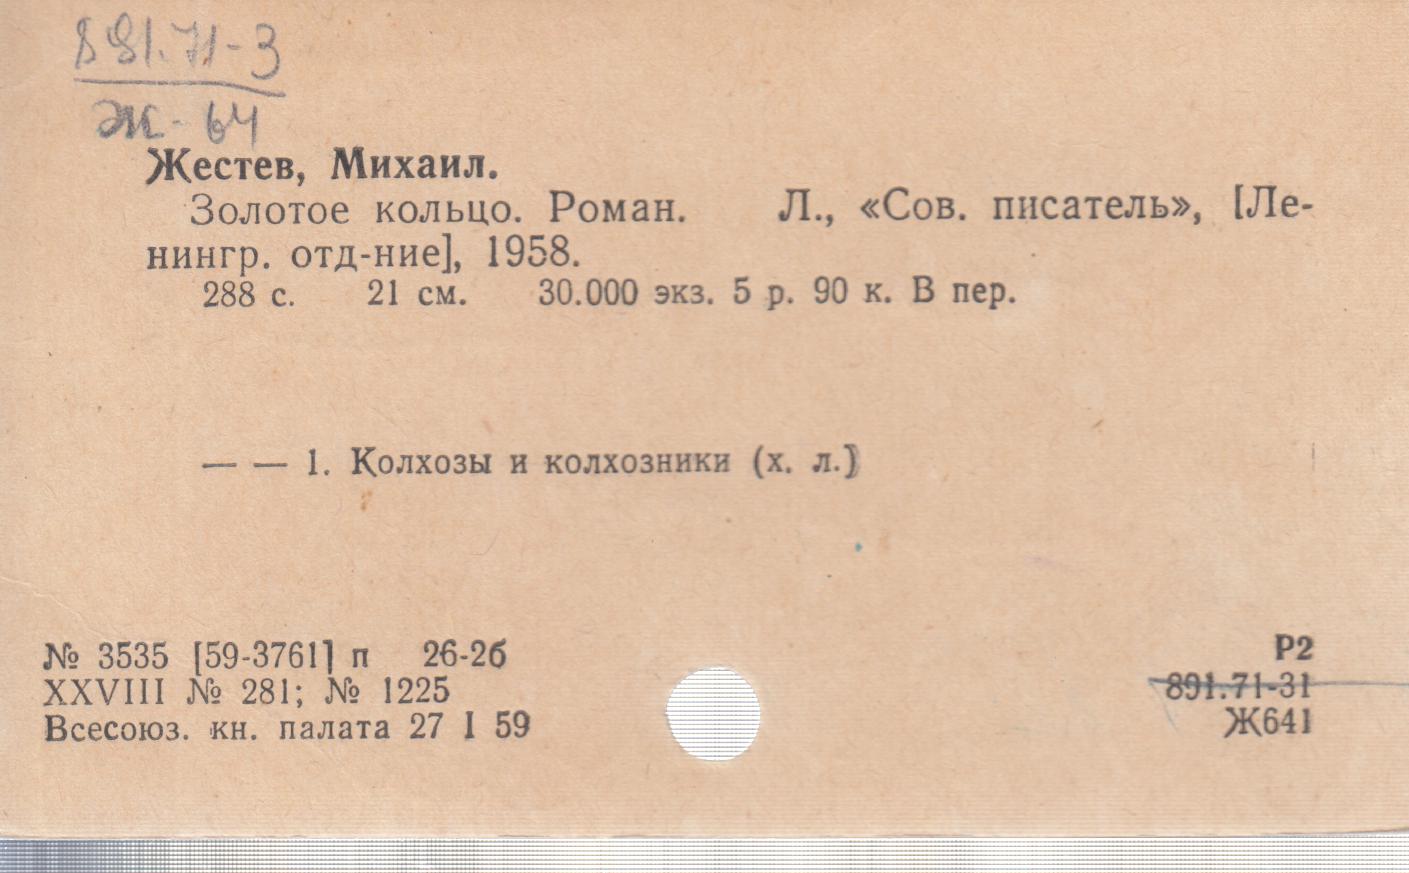 891.71-3
Ж-64
Жестев, Михаил.
Золотое кольцо. Роман. Л., «Сов. писатель», [Ле-
нингр. отд-ние], 1958.
288 с. 21 см. 30.000 экз. 5 р. 90 к. В пер.
— — 1. Колхозы и колхозники (х. л.)
№ 3535 [59-3761] п 26-2б
XXVIII № 281; № 1225
Всесоюз. кн. палата 27 I 59
Р2
891.71-31
Ж641